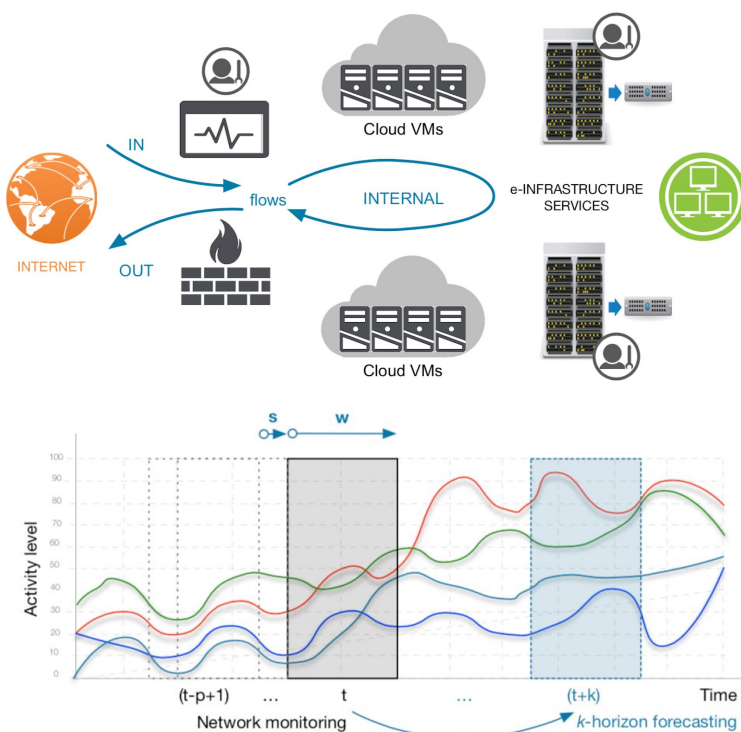 Cloud VMs
IN
flows
INTERNAL
e-INFRASTRUCTURE
SERVICES
INTERNET
OUT
Cloud VMs
s
w
100
90
80
70
60
50
40
30
20
10
0
Activity level
(t-p+1)
...
t
...
(t+k)
Time
Network monitoring
k-horizon forecasting